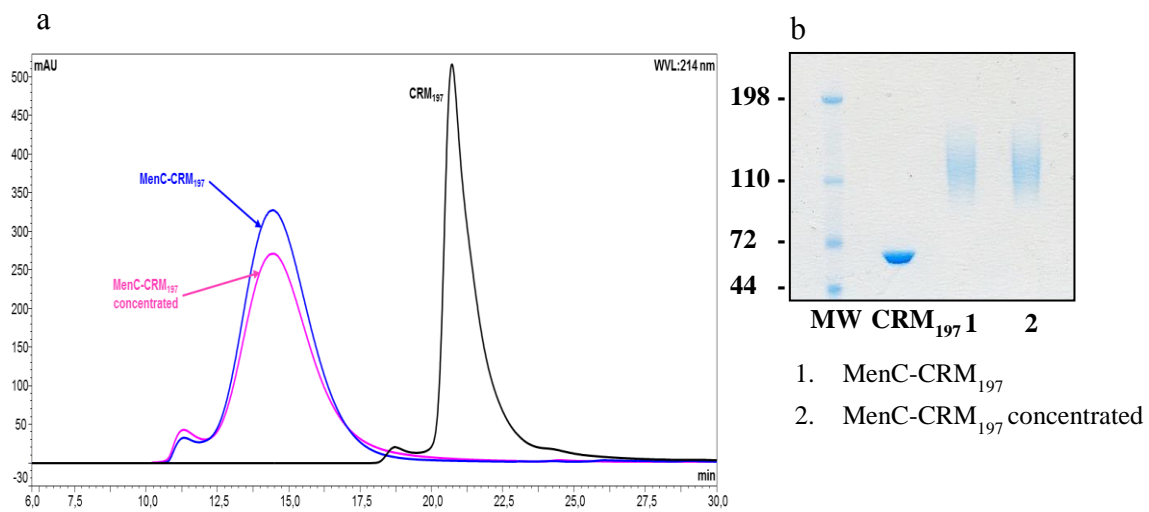 a
mAU
WVL:214 nm
CRM₁₉₇
MenC-CRM₁₉₇
MenC-CRM₁₉₇
concentrated
500
450
400
350
300
250
200
150
100
50
-30
min
6,0 7,5 10,0 12,5 15,0 17,5 20,0 22,5 25,0 27,5 30,0
b
198 -
110 -
72 -
44 -
MW CRM₁₉₇ 1 2
1. MenC-CRM₁₉₇
2. MenC-CRM₁₉₇ concentrated